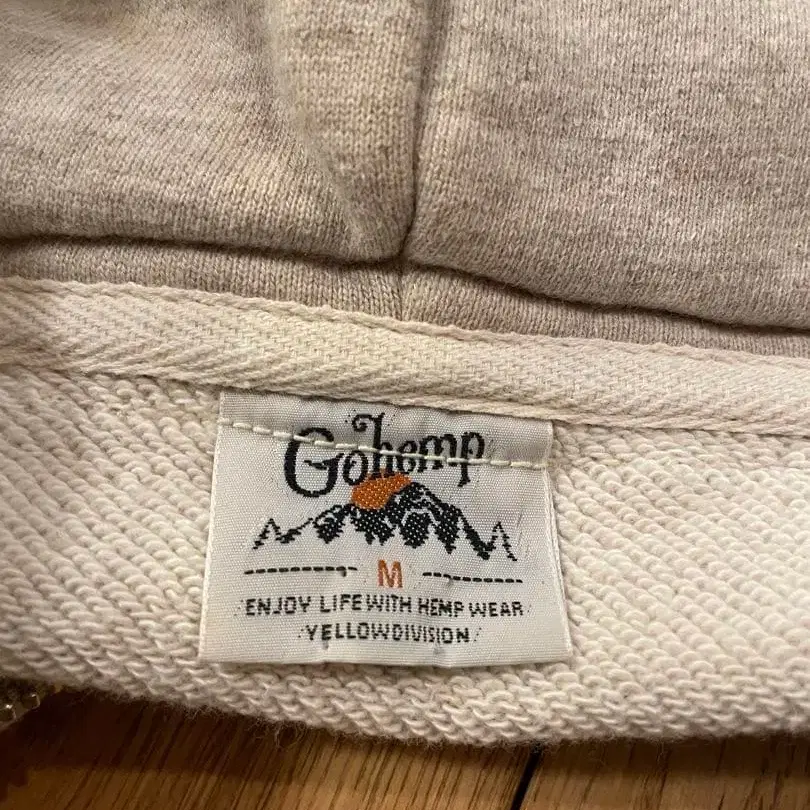 Gohemp
M
ENJOY LIFE WITH HEMP WEAR
YELLOWDIVISION